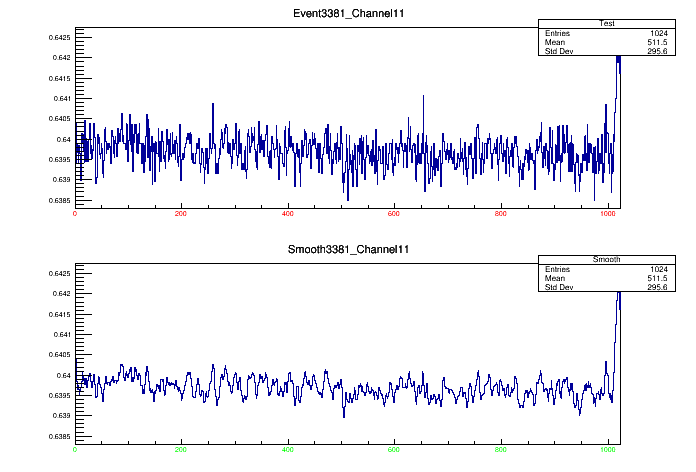 Event3381_Channel11
Test
Entries 1024
Mean 511.5
Std Dev 295.6
0.6425
0.642
0.6415
0.641
0.6405
0.64
0.6395
0.639
0.6385
0 200 400 600 800 1000
Smooth3381_Channel11
Smooth
Entries 1024
Mean 511.5
Std Dev 295.6
0.6425
0.642
0.6415
0.641
0.6405
0.64
0.6395
0.639
0.6385
0 200 400 600 800 1000